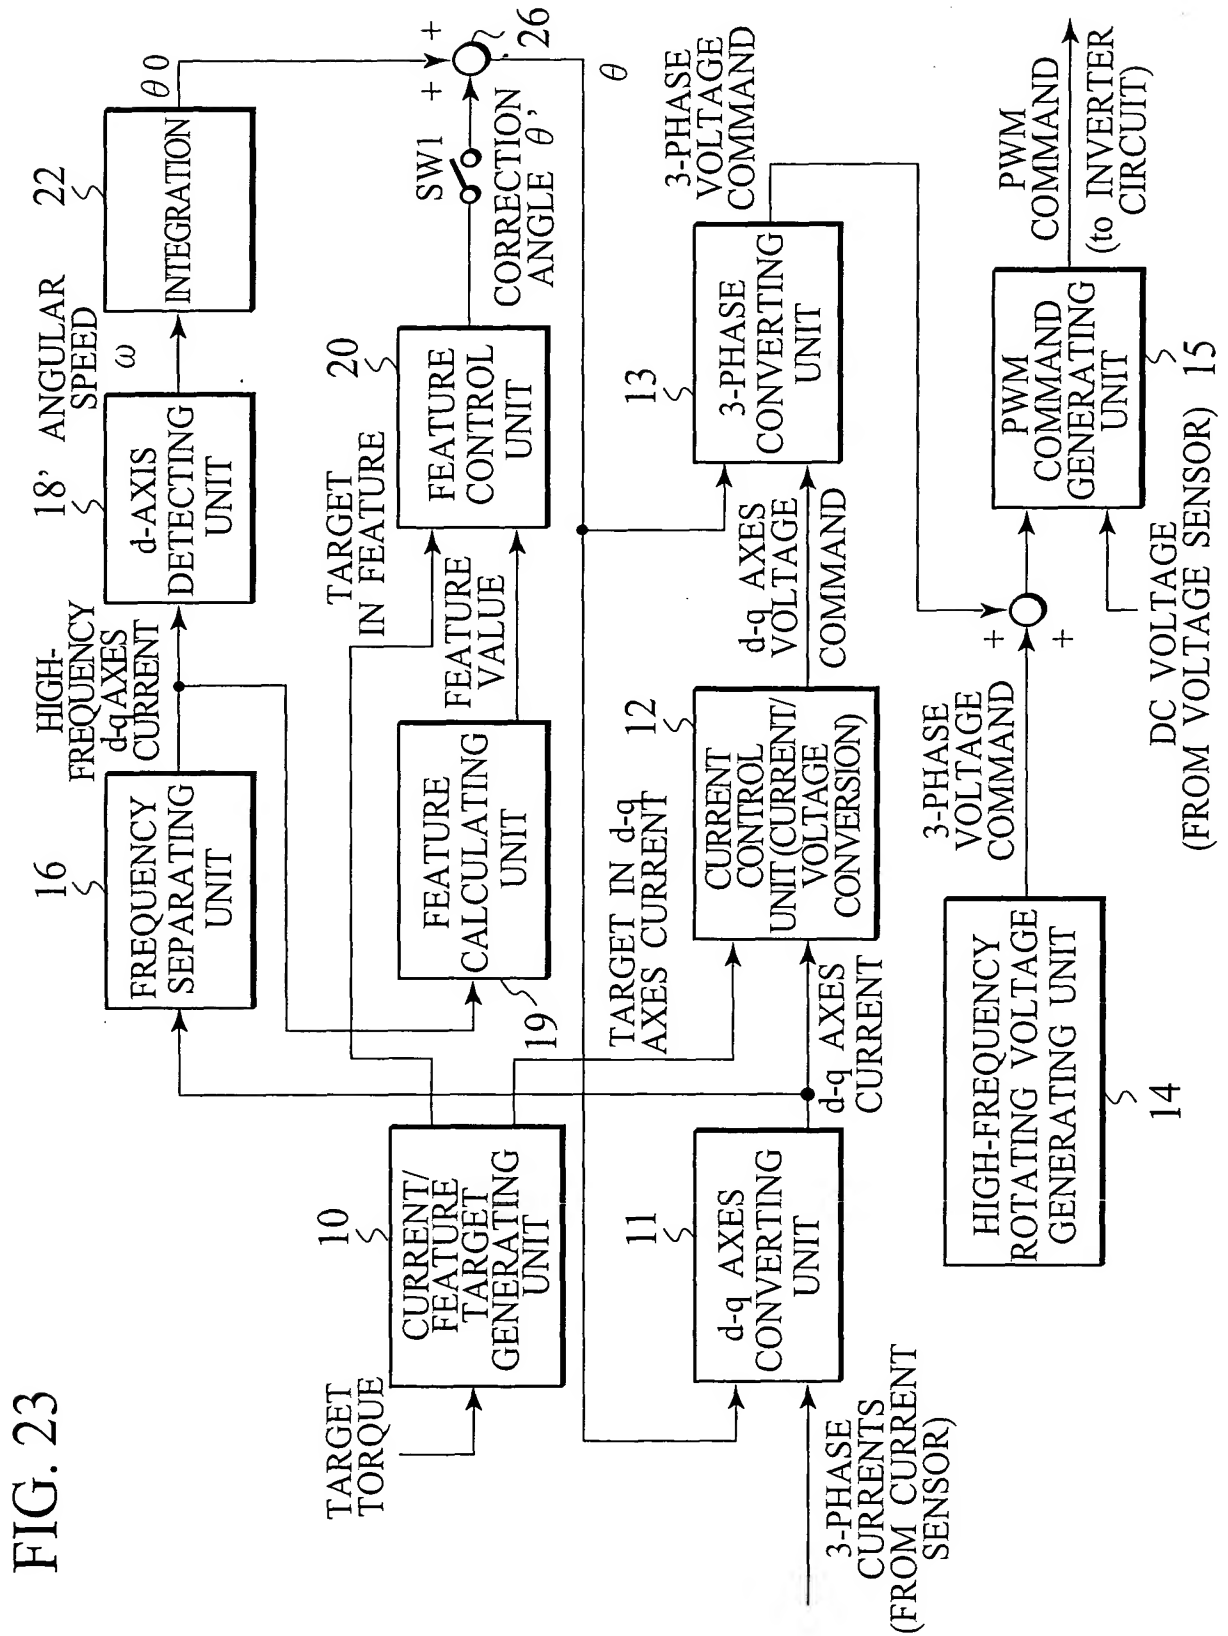 FIG. 23
TARGET
TORQUE
10
CURRENT/
FEATURE
TARGET
GENERATING
UNIT
16
FREQUENCY
SEPARATING
UNIT
HIGH-
FREQUENCY
d-q AXES
CURRENT
18'
d-AXIS
DETECTING
UNIT
ANGULAR
SPEED
ω
22
INTEGRATION
θ0
19
FEATURE
CALCULATING
UNIT
FEATURE
VALUE
TARGET
IN FEATURE
20
FEATURE
CONTROL
UNIT
SW1
CORRECTION
ANGLE θ'
+
+
26
θ
3-PHASE
CURRENTS
(FROM CURRENT
SENSOR)
11
d-q AXES
CONVERTING
UNIT
d-q AXES
CURRENT
TARGET IN d-q
AXES CURRENT
12
CURRENT
CONTROL
UNIT (CURRENT/
VOLTAGE
CONVERSION)
d-q AXES
VOLTAGE
COMMAND
13
3-PHASE
CONVERTING
UNIT
3-PHASE
VOLTAGE
COMMAND
14
HIGH-FREQUENCY
ROTATING VOLTAGE
GENERATING UNIT
3-PHASE
VOLTAGE
COMMAND
+
+
DC VOLTAGE
(FROM VOLTAGE SENSOR)
15
PWM
COMMAND
GENERATING
UNIT
PWM
COMMAND
(to INVERTER
CIRCUIT)